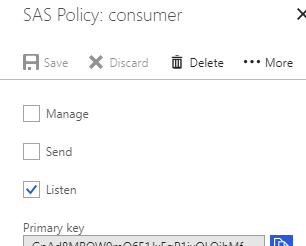 SAS Policy: consumer
Save Discard Delete More
Manage
Send
Listen
Primary key